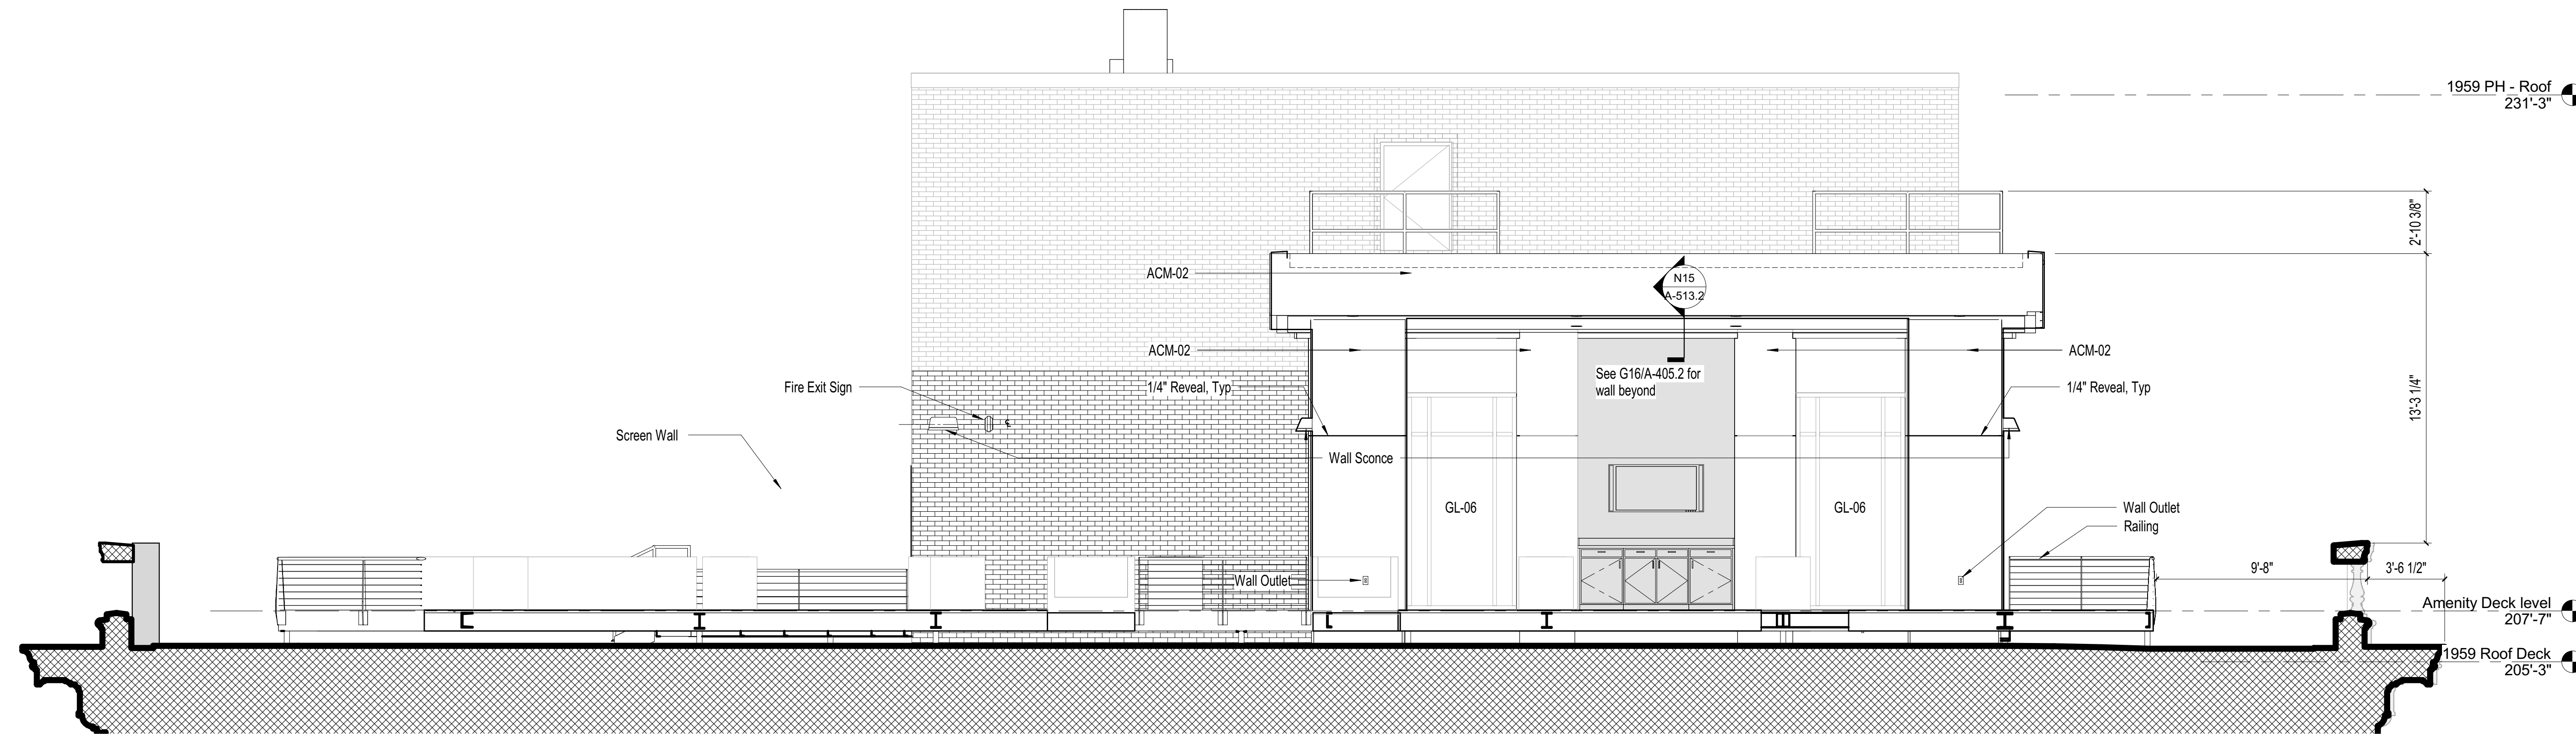 1959 PH - Roof
231'-3"
2'-10 3/8"
ACM-02
N15
A-513.2
ACM-02
ACM-02
See G16/A-405.2 for
wall beyond
Fire Exit Sign
1/4" Reveal, Typ
1/4" Reveal, Typ
13'-3 1/4"
℄
Screen Wall
Wall Sconce
GL-06
GL-06
Wall Outlet
Railing
9'-8"
3'-6 1/2"
Wall Outlet
Amenity Deck level
207'-7"
1959 Roof Deck
205'-3"